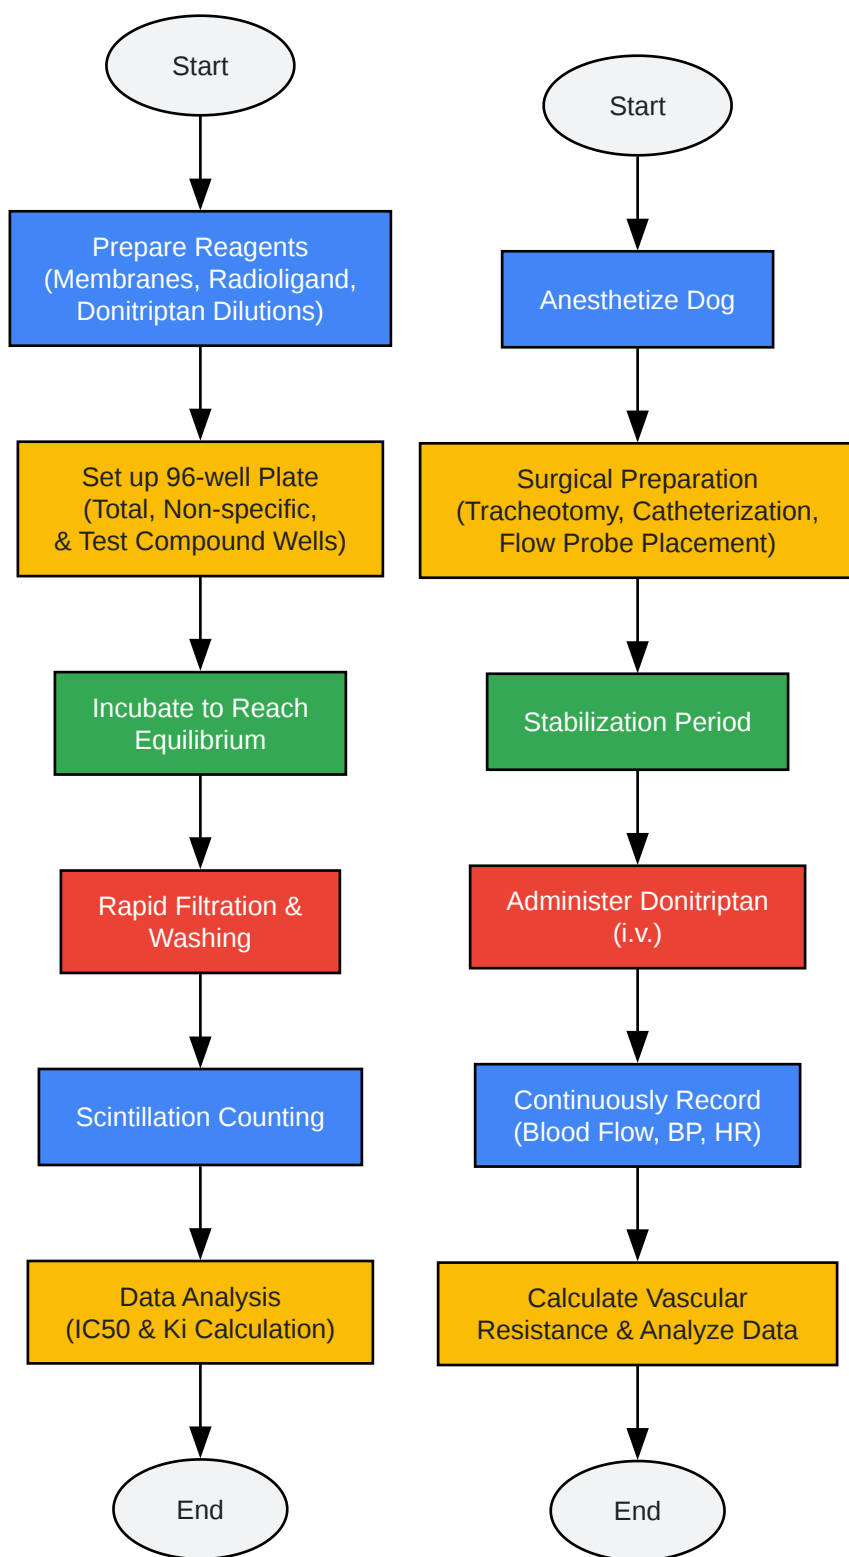 Start
Prepare Reagents
(Membranes, Radioligand,
Donitriptan Dilutions)
Set up 96-well Plate
(Total, Non-specific,
& Test Compound Wells)
Incubate to Reach
Equilibrium
Rapid Filtration &
Washing
Scintillation Counting
Data Analysis
(IC50 & Ki Calculation)
End
Start
Anesthetize Dog
Surgical Preparation
(Tracheotomy, Catheterization,
Flow Probe Placement)
Stabilization Period
Administer Donitriptan
(i.v.)
Continuously Record
(Blood Flow, BP, HR)
Calculate Vascular
Resistance & Analyze Data
End